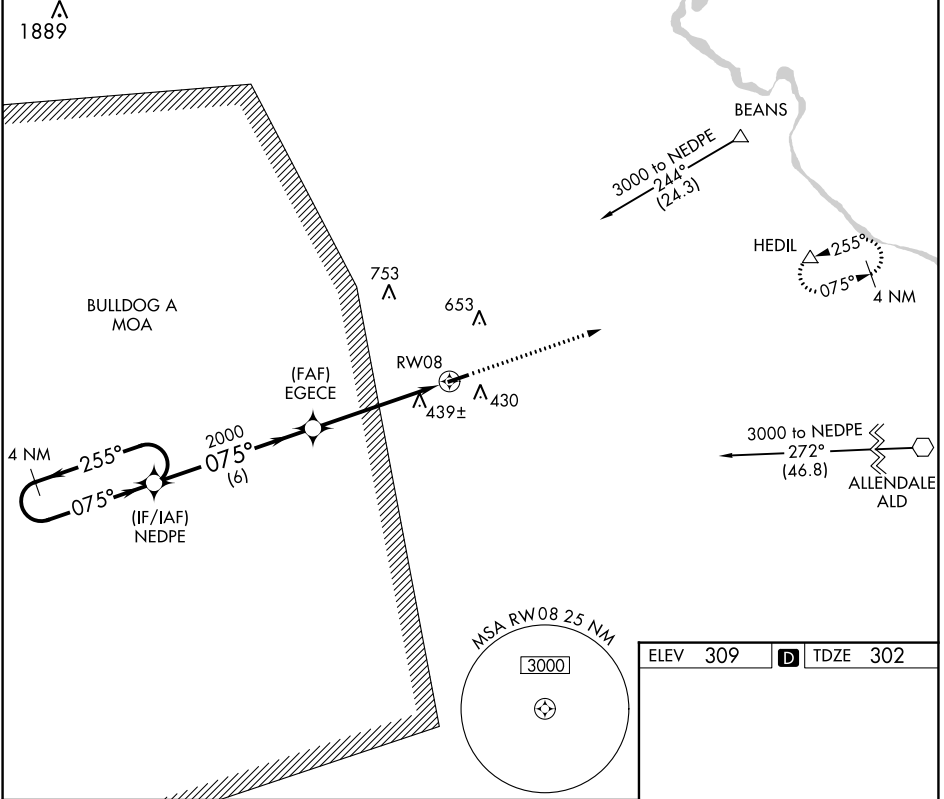 1889
BEANS
3000 to NEDPE
244°
(24.3)
HEDIL
255°
075°
4 NM
753
BULLDOG A
MOA
653
RW08
(FAF)
EGECE
439±
430
2000
075°
(6)
4 NM
255°
075°
(IF/IAF)
NEDPE
3000 to NEDPE
272°
(46.8)
ALLENDALE
ALD
MSA RW08 25 NM
3000
ELEV 309 D TDZE 302